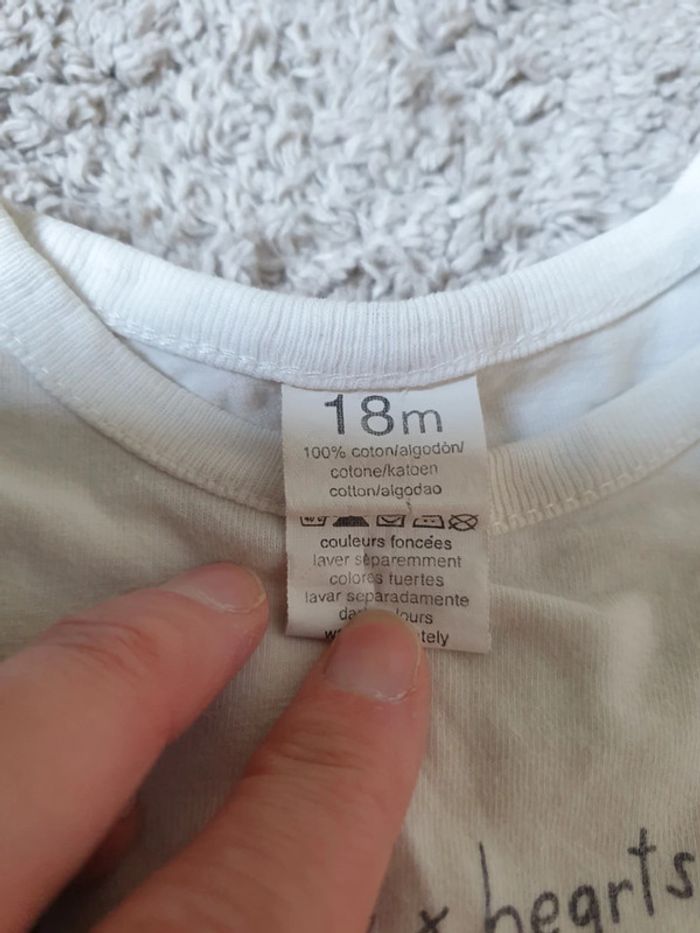 18m
100% coton/algodòn/
cotone/katoen
cotton/algodao
couleurs foncées
laver séparemment
colores fuertes
lavar separadamente
hearts